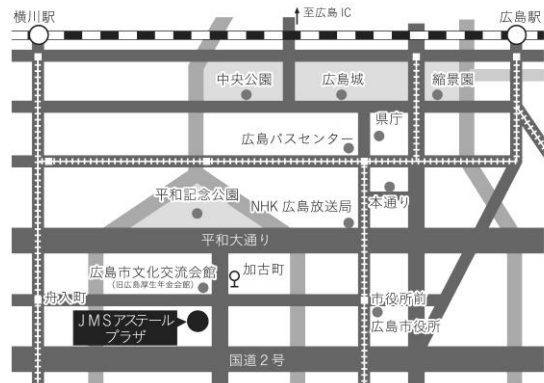 横川駅
至広島IC
広島駅
中央公園
広島城
縮景園
県庁
広島バスセンター
平和記念公園
NHK 広島放送局
本通り
平和大通り
広島市文化交流会館
(旧広島厚生年金会館)
加古町
舟入町
市役所前
広島市役所
JMSアステール
プラザ
国道2号